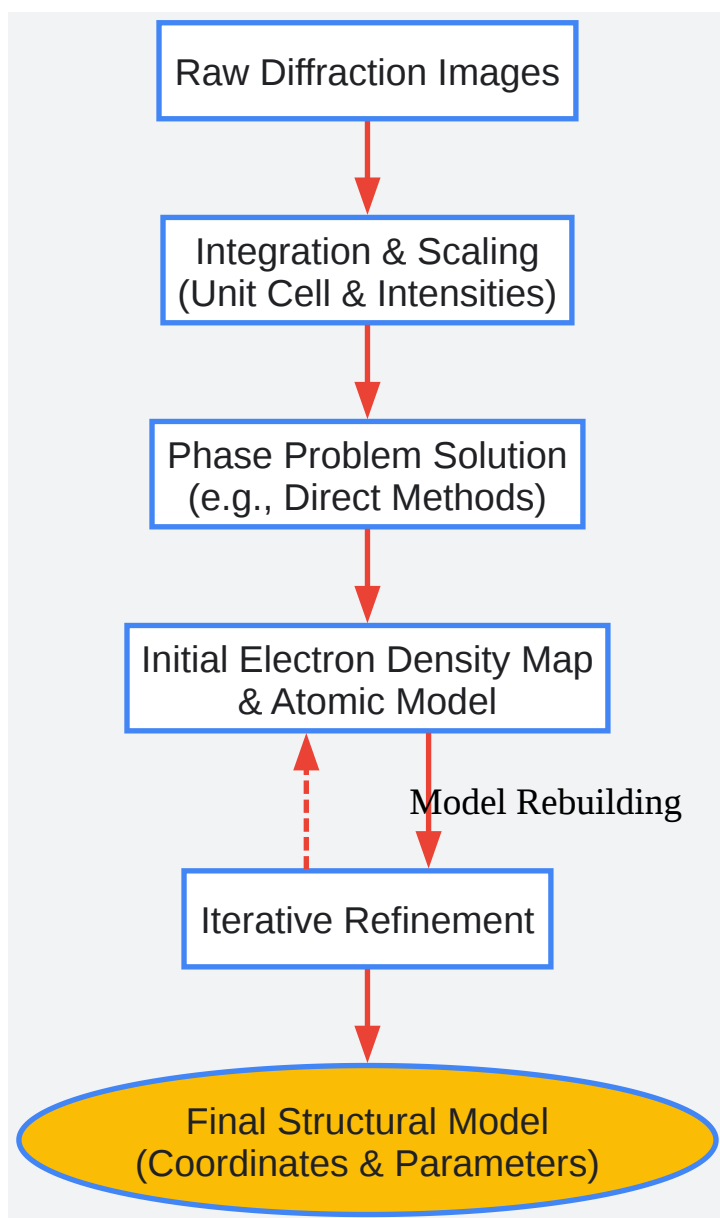 Raw Diffraction Images
Integration & Scaling
(Unit Cell & Intensities)
Phase Problem Solution
(e.g., Direct Methods)
Initial Electron Density Map
& Atomic Model
Model Rebuilding
Iterative Refinement
Final Structural Model
(Coordinates & Parameters)